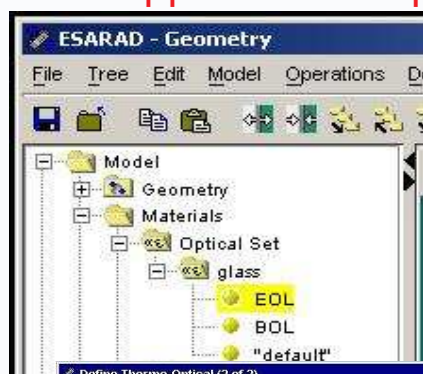 ESARAD - Geometry
File Tree Edit Model Operations
Model
Geometry
Materials
Optical Set
glass
EOL
BOL
"default"
Define Thermo-Optical (2 of 2)